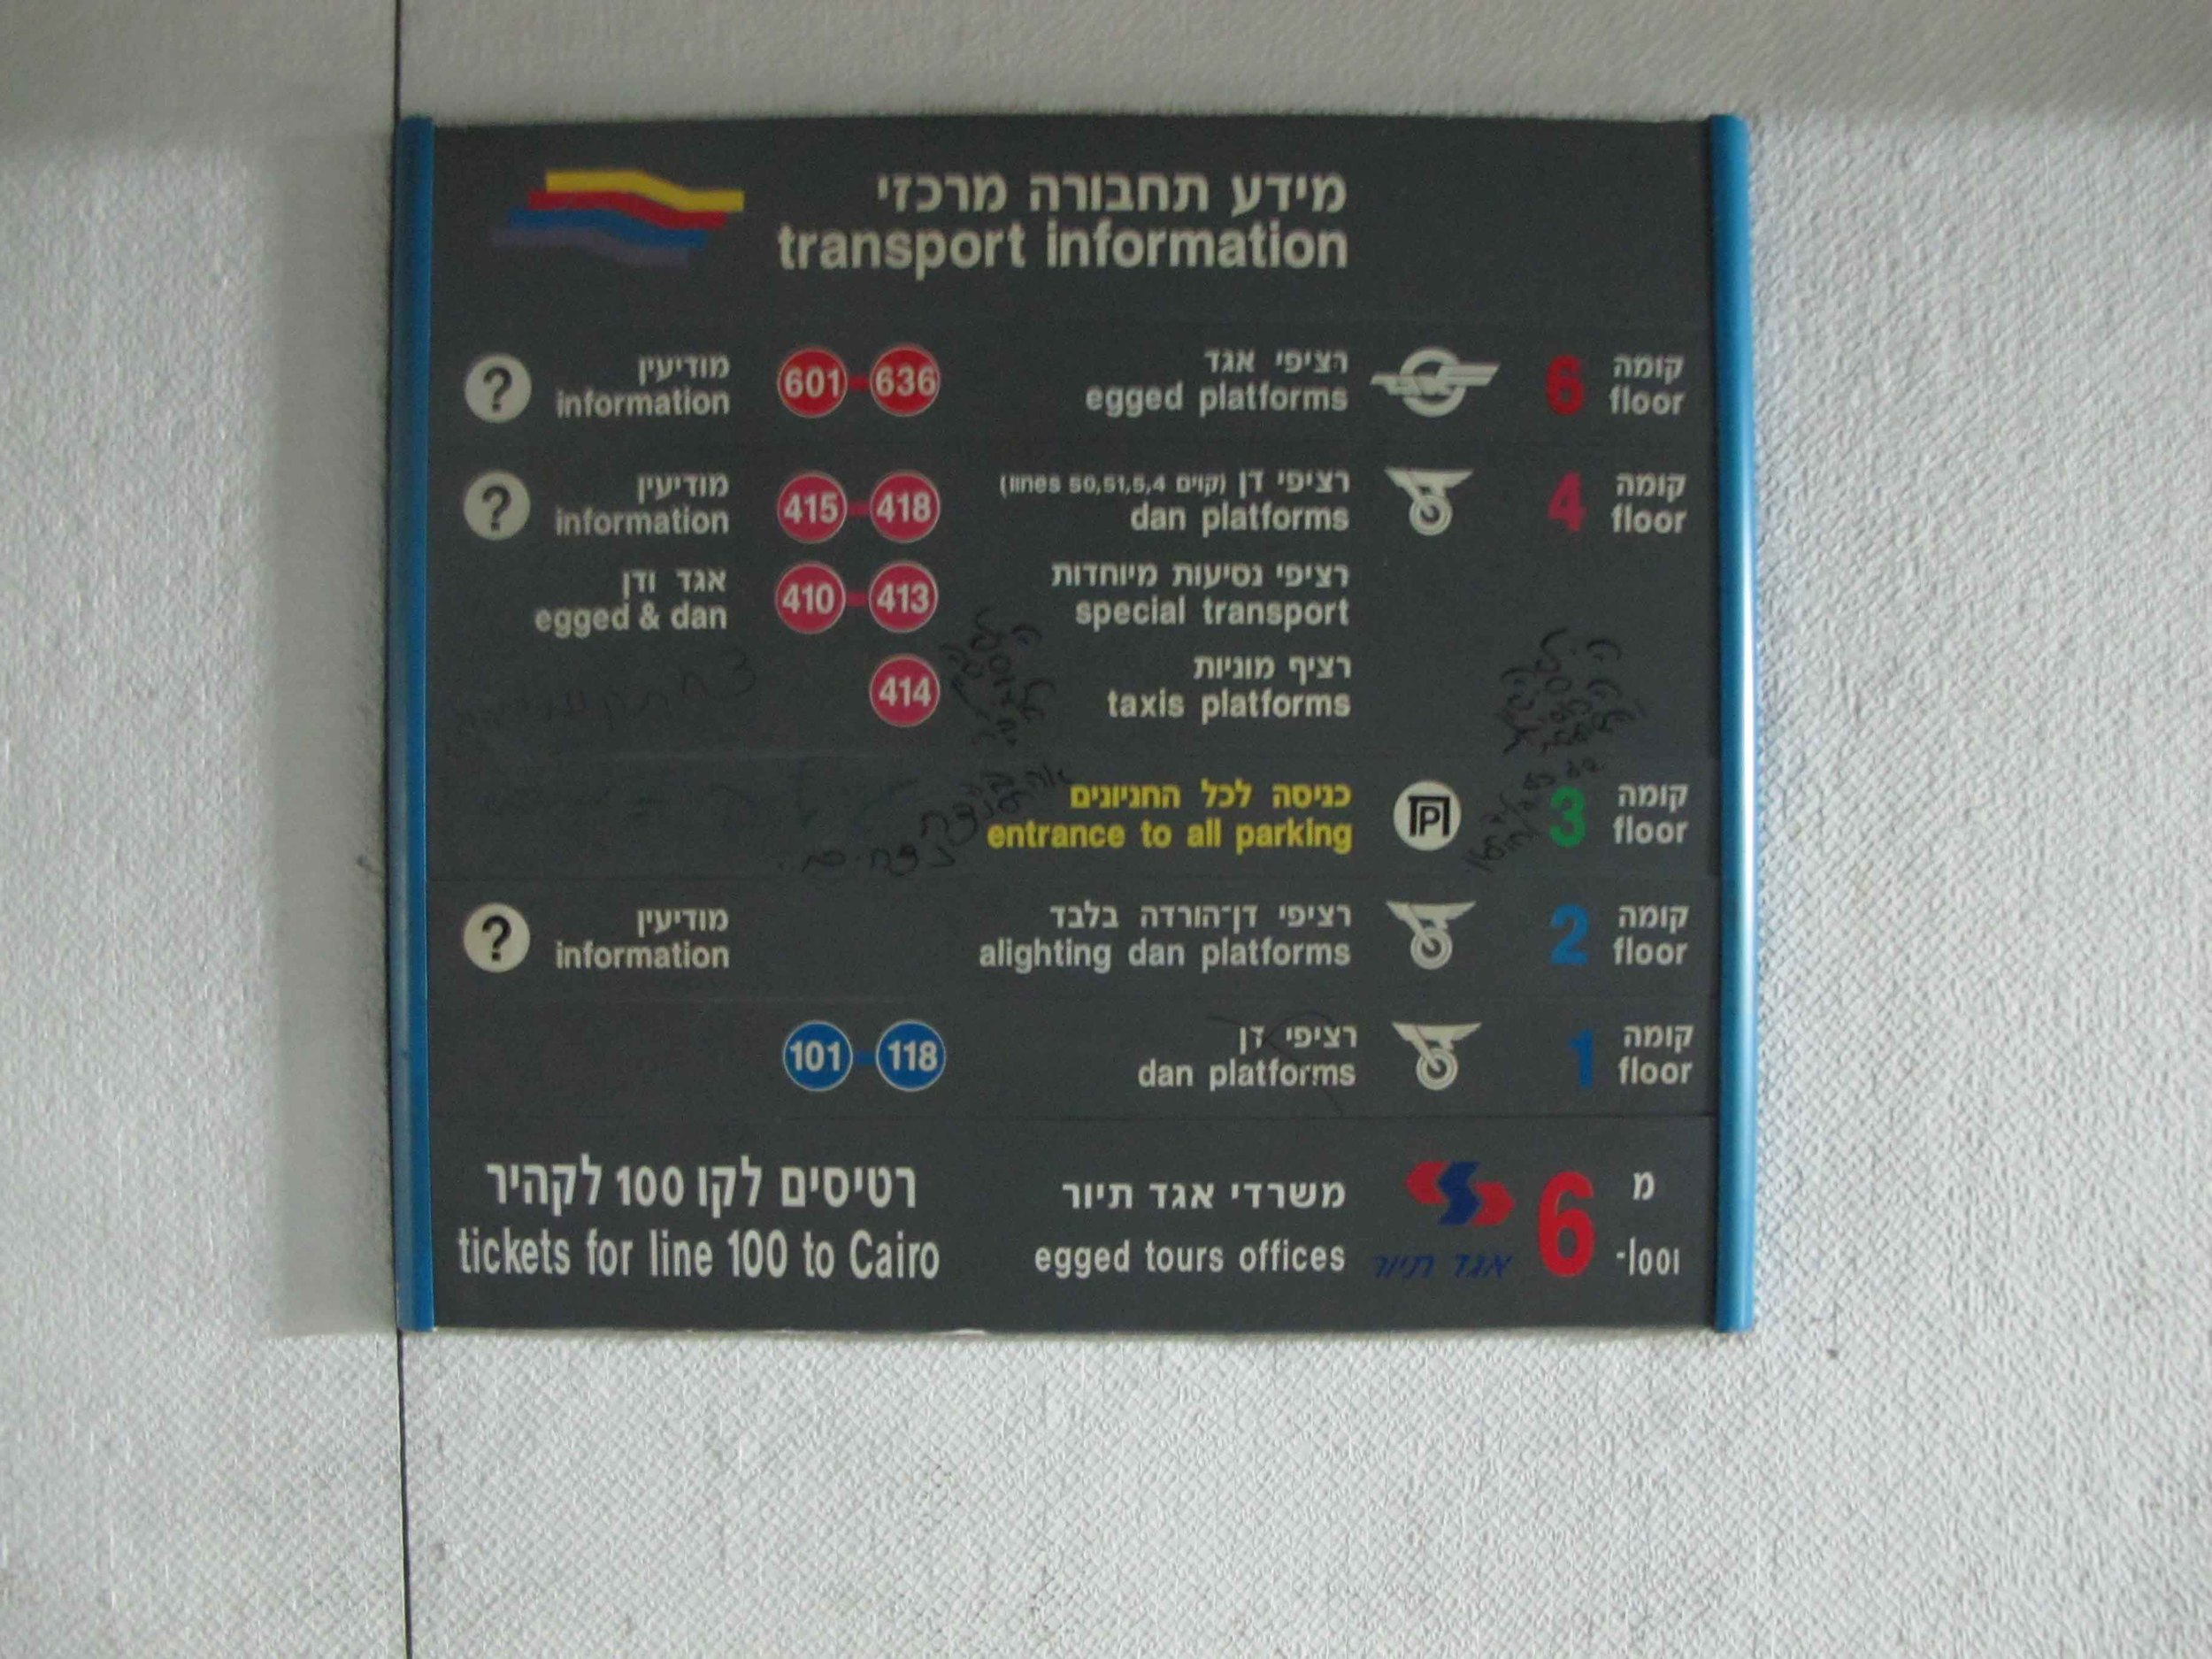 מידע תחבורה מרכזי
transport information
קומה 6 רציפי אגד 601-636 מודיעין ?
floor egged platforms information
קומה 4 רציפי דן (קוים 50,51,5,4 lines) 415-418 מודיעין ?
floor dan platforms information
רציפי נסיעות מיוחדות 410-413 אגד ודן
special transport egged & dan
רציף מוניות 414
taxis platforms
קומה 3 P כניסה לכל החניונים
floor entrance to all parking
קומה 2 רציפי דן-הורדה בלבד מודיעין ?
floor alighting dan platforms information
קומה 1 רציפי דן 101-118
floor dan platforms
מ 6 משרדי אגד תיור רטיסים לקו 100 לקהיר
אגד תיור egged tours offices tickets for line 100 to Cairo